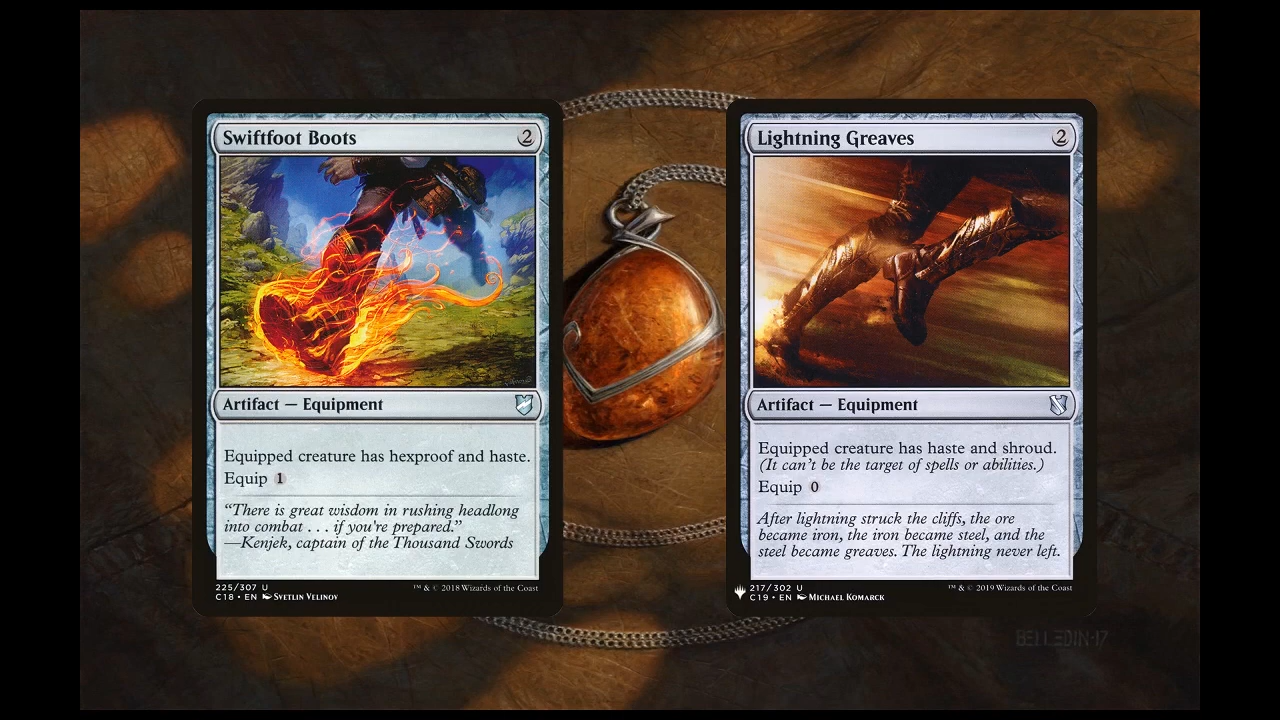 Swiftfoot Boots 2
Artifact — Equipment
Equipped creature has hexproof and haste.
Equip 1
“There is great wisdom in rushing headlong
into combat . . . if you're prepared.”
—Kenjek, captain of the Thousand Swords
225/307 U
C18 • EN Svetlin Velinov
™ & © 2018 Wizards of the Coast
Lightning Greaves 2
Artifact — Equipment
Equipped creature has haste and shroud.
(It can't be the target of spells or abilities.)
Equip 0
After lightning struck the cliffs, the ore
became iron, the iron became steel, and the
steel became greaves. The lightning never left.
217/302 U
C19 • EN Michael Komarck
™ & © 2019 Wizards of the Coast
BELLEDIN·17